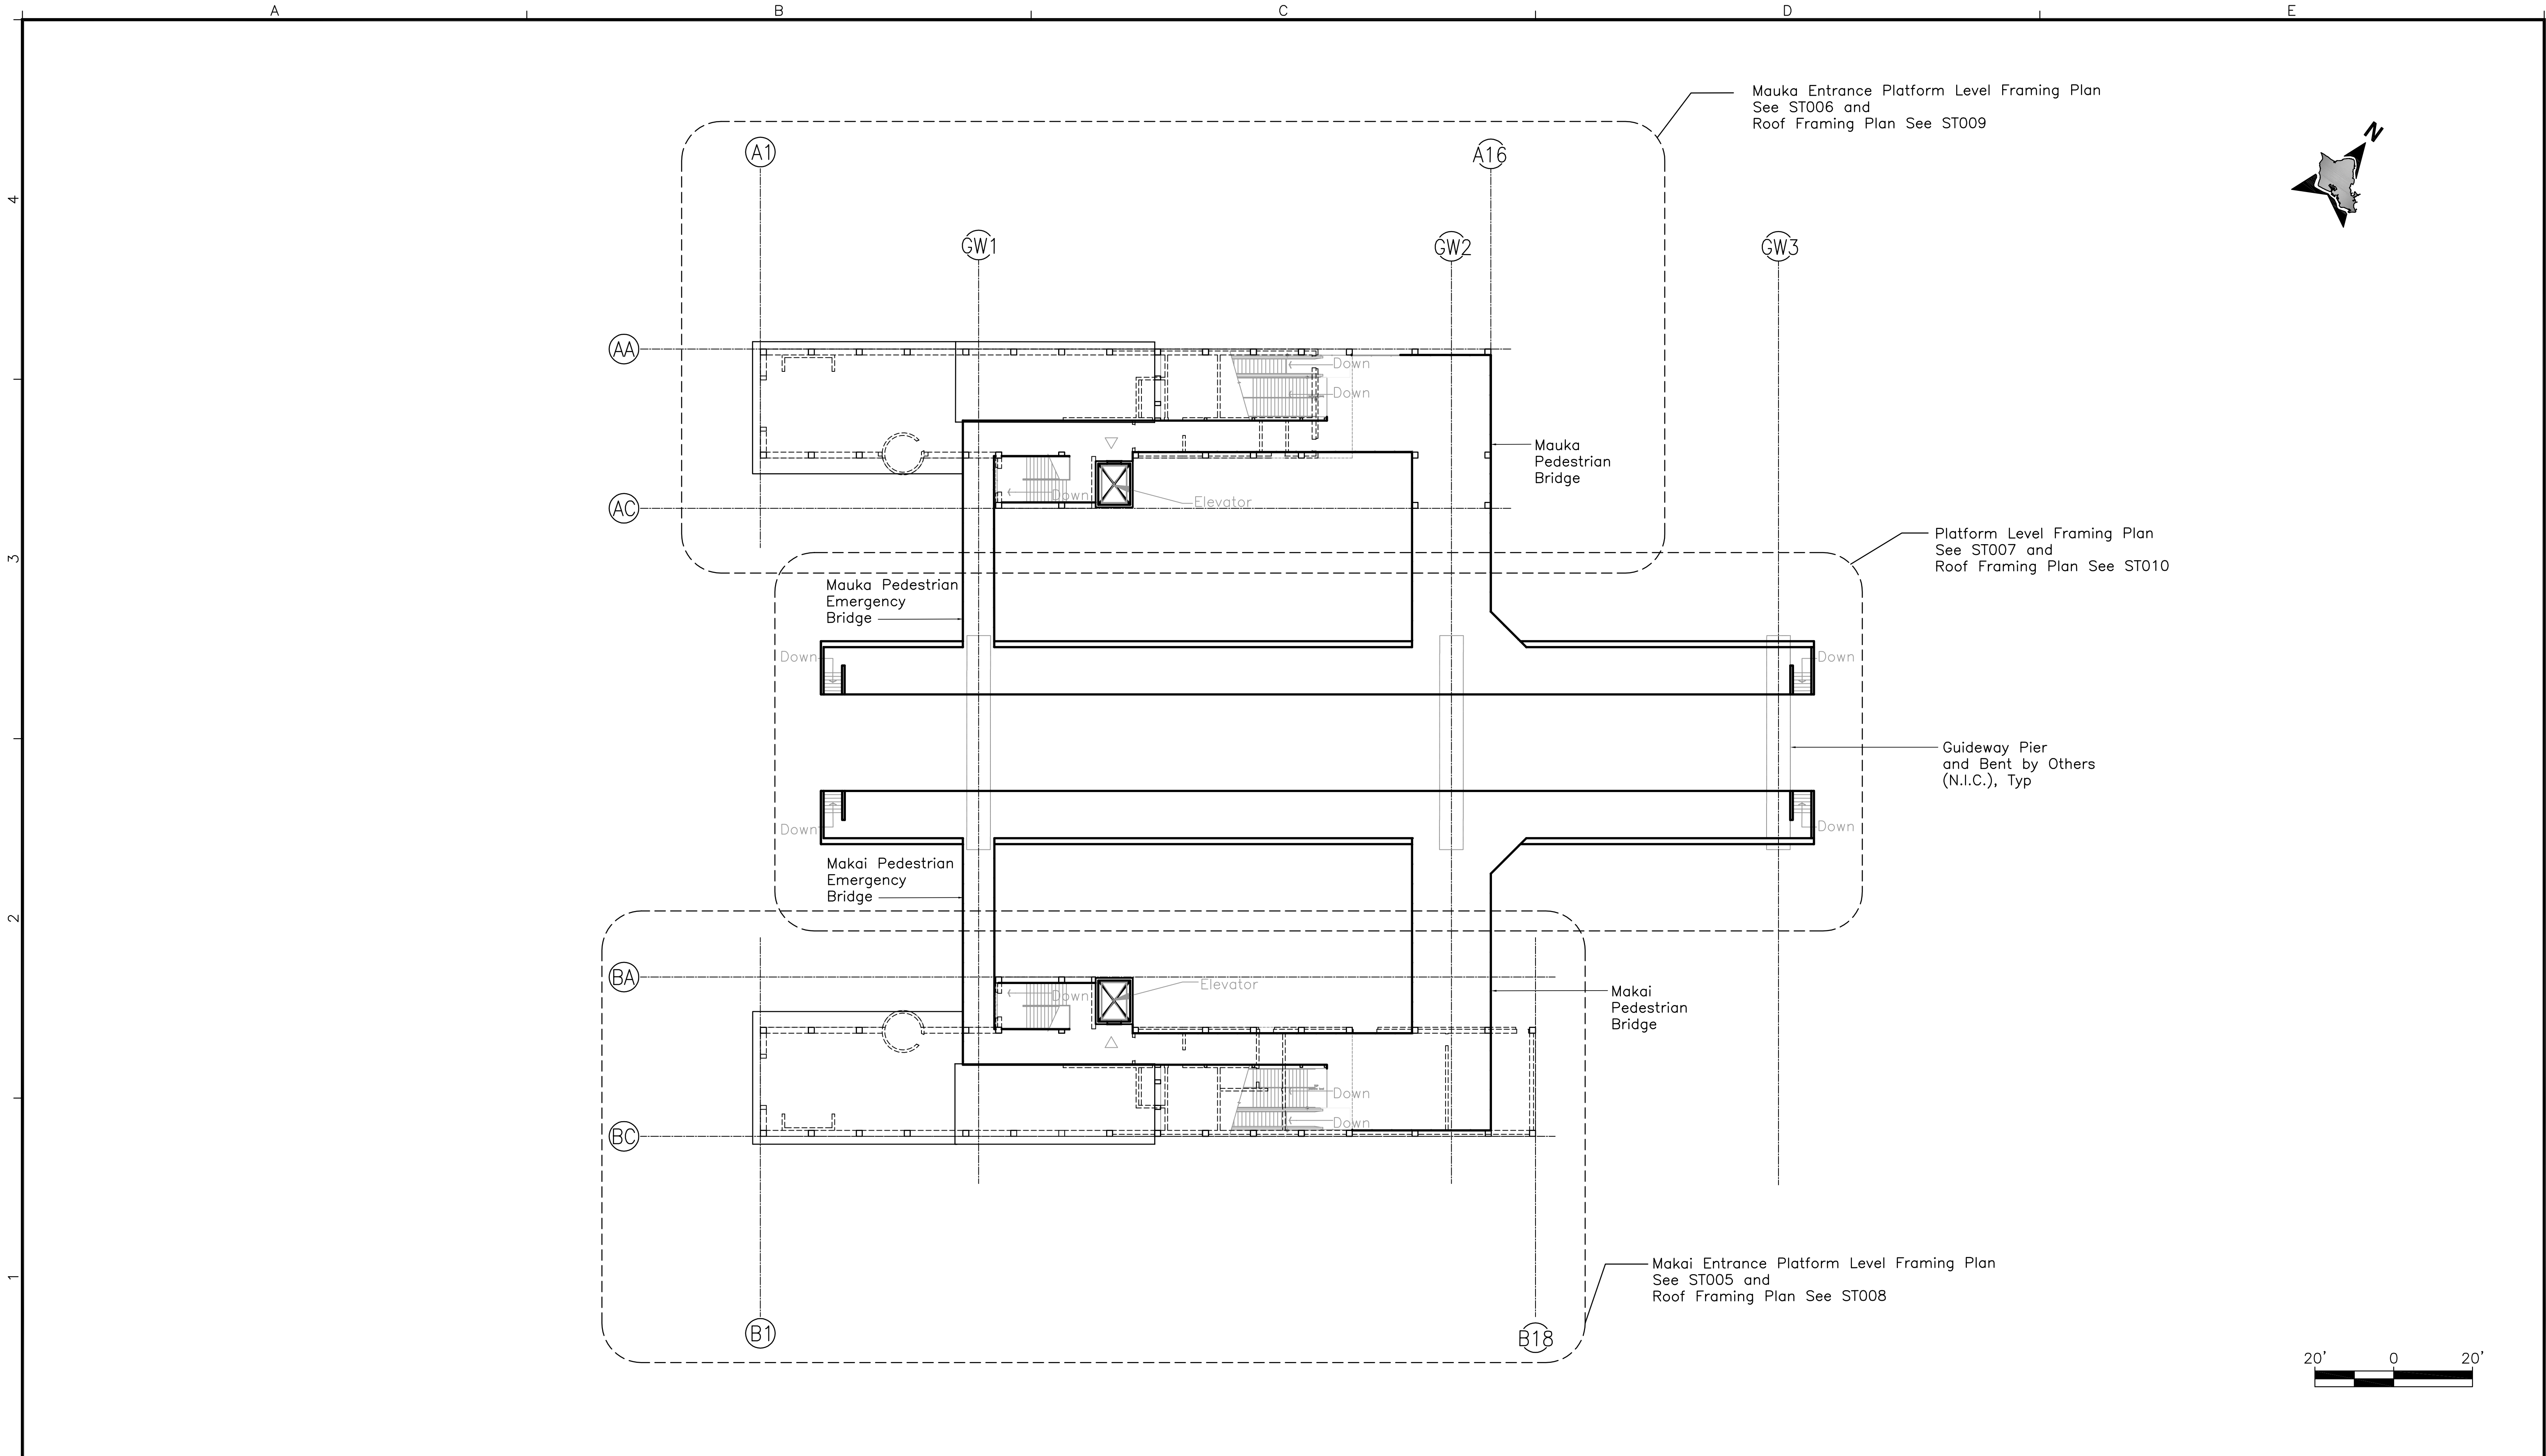 A
B
C
D
E
4
3
2
1
Mauka Entrance Platform Level Framing Plan
See ST006 and
Roof Framing Plan See ST009
N
A1
A16
GW1
GW2
GW3
AA
Down
Down
Mauka
Pedestrian
Bridge
Down
Elevator
AC
Platform Level Framing Plan
See ST007 and
Roof Framing Plan See ST010
Mauka Pedestrian
Emergency
Bridge
Down
Down
Guideway Pier
and Bent by Others
(N.I.C.), Typ
Down
Down
Makai Pedestrian
Emergency
Bridge
BA
Elevator
Down
Makai
Pedestrian
Bridge
Down
Down
BC
Makai Entrance Platform Level Framing Plan
See ST005 and
Roof Framing Plan See ST008
B1
B18
20' 0 20'